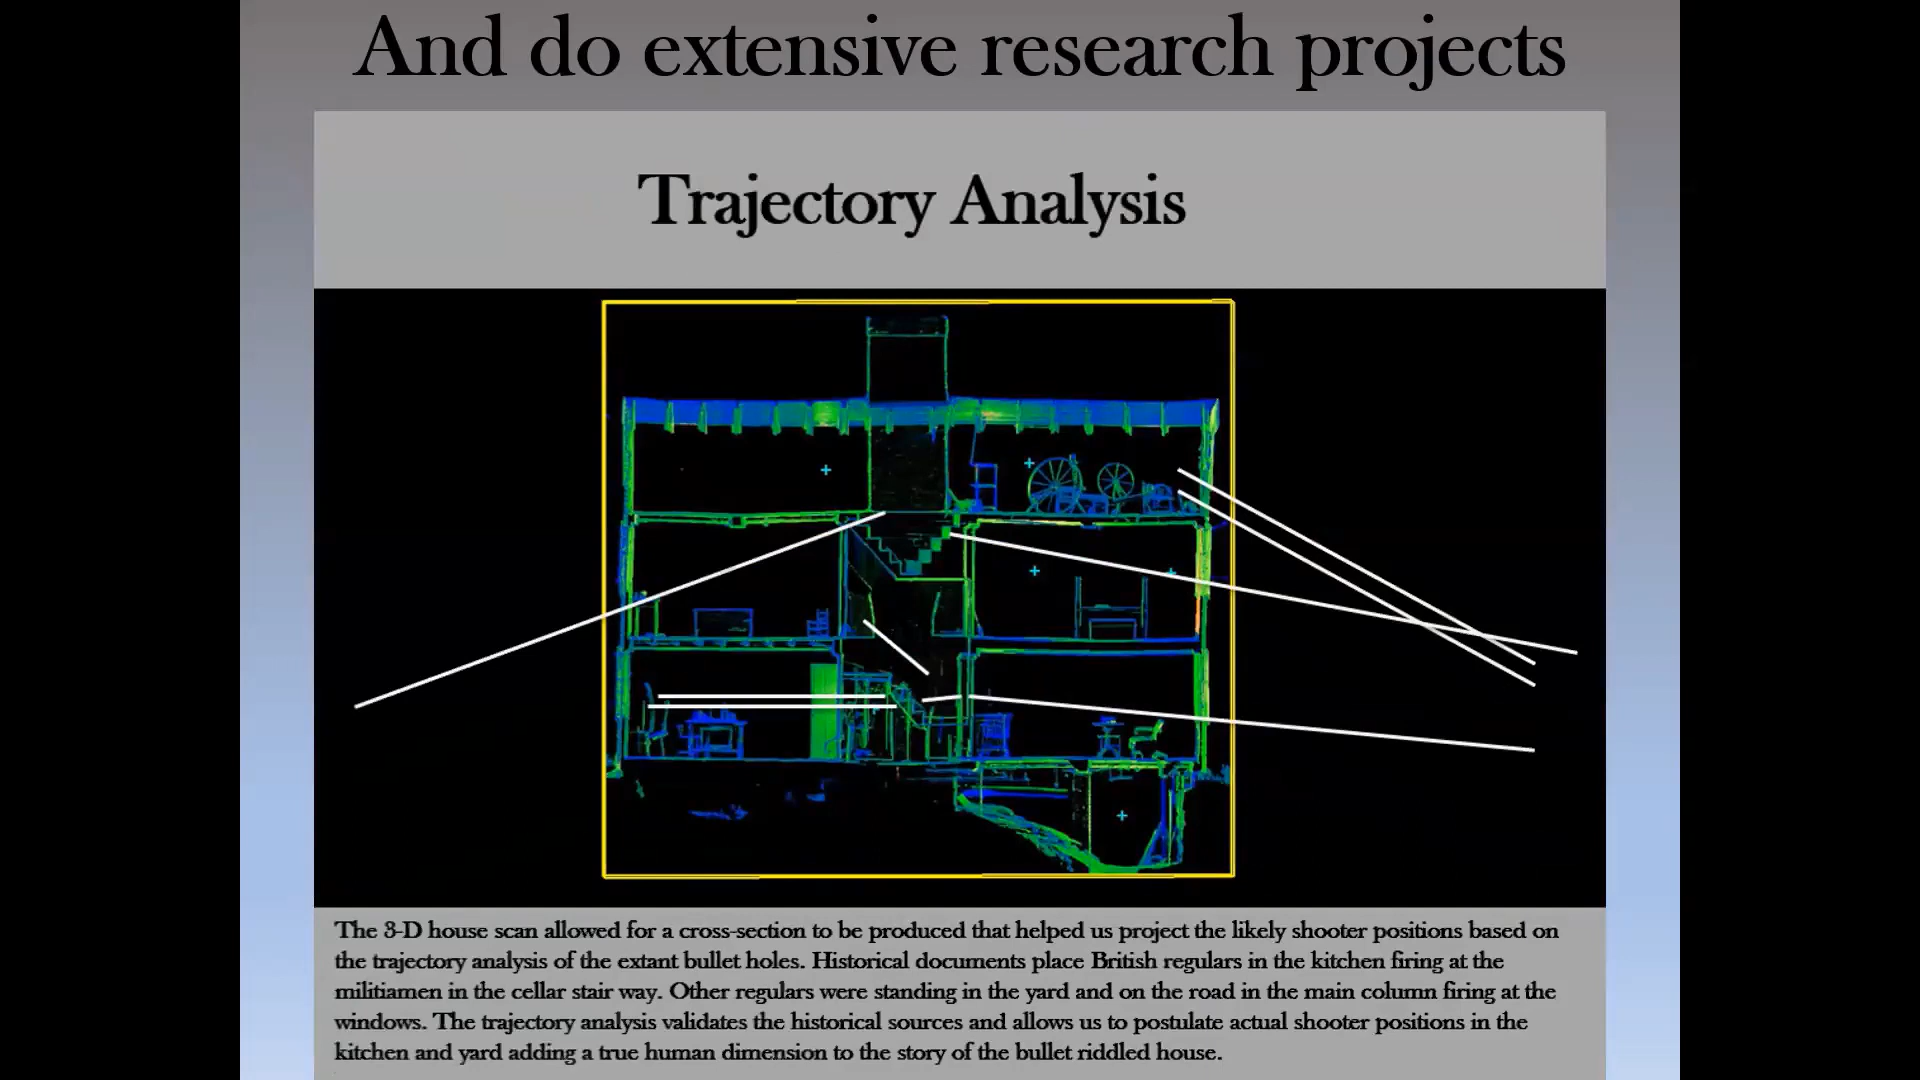 And do extensive research projects
Trajectory Analysis
The 3-D house scan allowed for a cross-section to be produced that helped us project the likely shooter positions based on
the trajectory analysis of the extant bullet holes. Historical documents place British regulars in the kitchen firing at the
militiamen in the cellar stair way. Other regulars were standing in the yard and on the road in the main column firing at the
windows. The trajectory analysis validates the historical sources and allows us to postulate actual shooter positions in the
kitchen and yard adding a true human dimension to the story of the bullet riddled house.